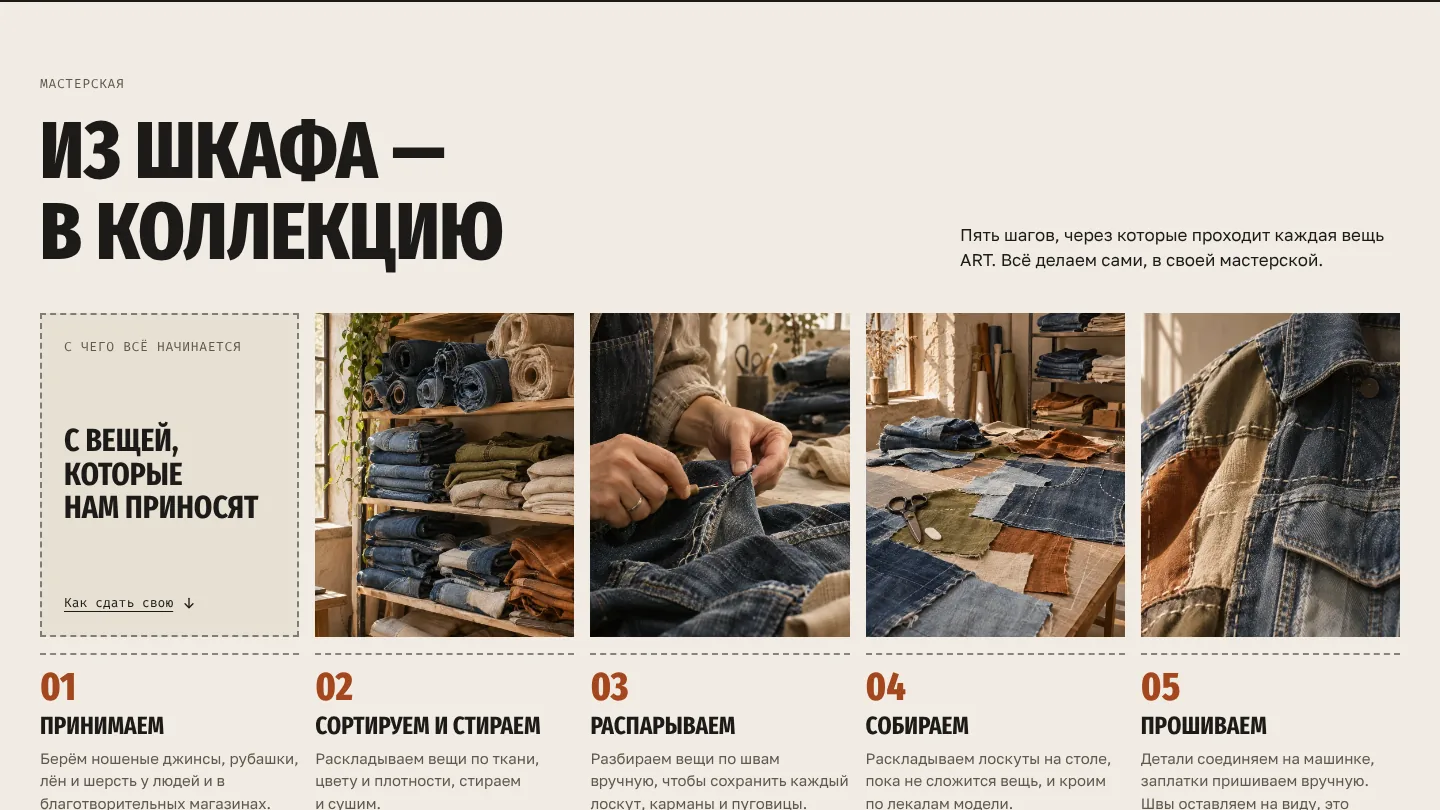 МАСТЕРСКАЯ
ИЗ ШКАФА —
В КОЛЛЕКЦИЮ
Пять шагов, через которые проходит каждая вещь
ART. Всё делаем сами, в своей мастерской.
С ЧЕГО ВСЁ НАЧИНАЕТСЯ
С ВЕЩЕЙ,
КОТОРЫЕ
НАМ ПРИНОСЯТ
Как сдать свою ↓
01
ПРИНИМАЕМ
Берём ношеные джинсы, рубашки,
лён и шерсть у людей и в
благотворительных магазинах.
02
СОРТИРУЕМ И СТИРАЕМ
Раскладываем вещи по ткани,
цвету и плотности, стираем
и сушим.
03
РАСПАРЫВАЕМ
Разбираем вещи по швам
вручную, чтобы сохранить каждый
лоскут, карманы и пуговицы.
04
СОБИРАЕМ
Раскладываем лоскуты на столе,
пока не сложится вещь, и кроим
по лекалам модели.
05
ПРОШИВАЕМ
Детали соединяем на машинке,
заплатки пришиваем вручную.
Швы оставляем на виду, это